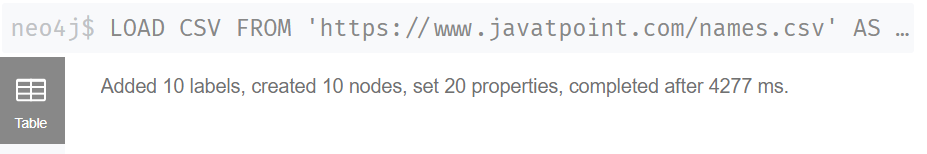 neo4j$ LOAD CSV FROM 'https://www.javatpoint.com/names.csv' AS …
Added 10 labels, created 10 nodes, set 20 properties, completed after 4277 ms.
Table